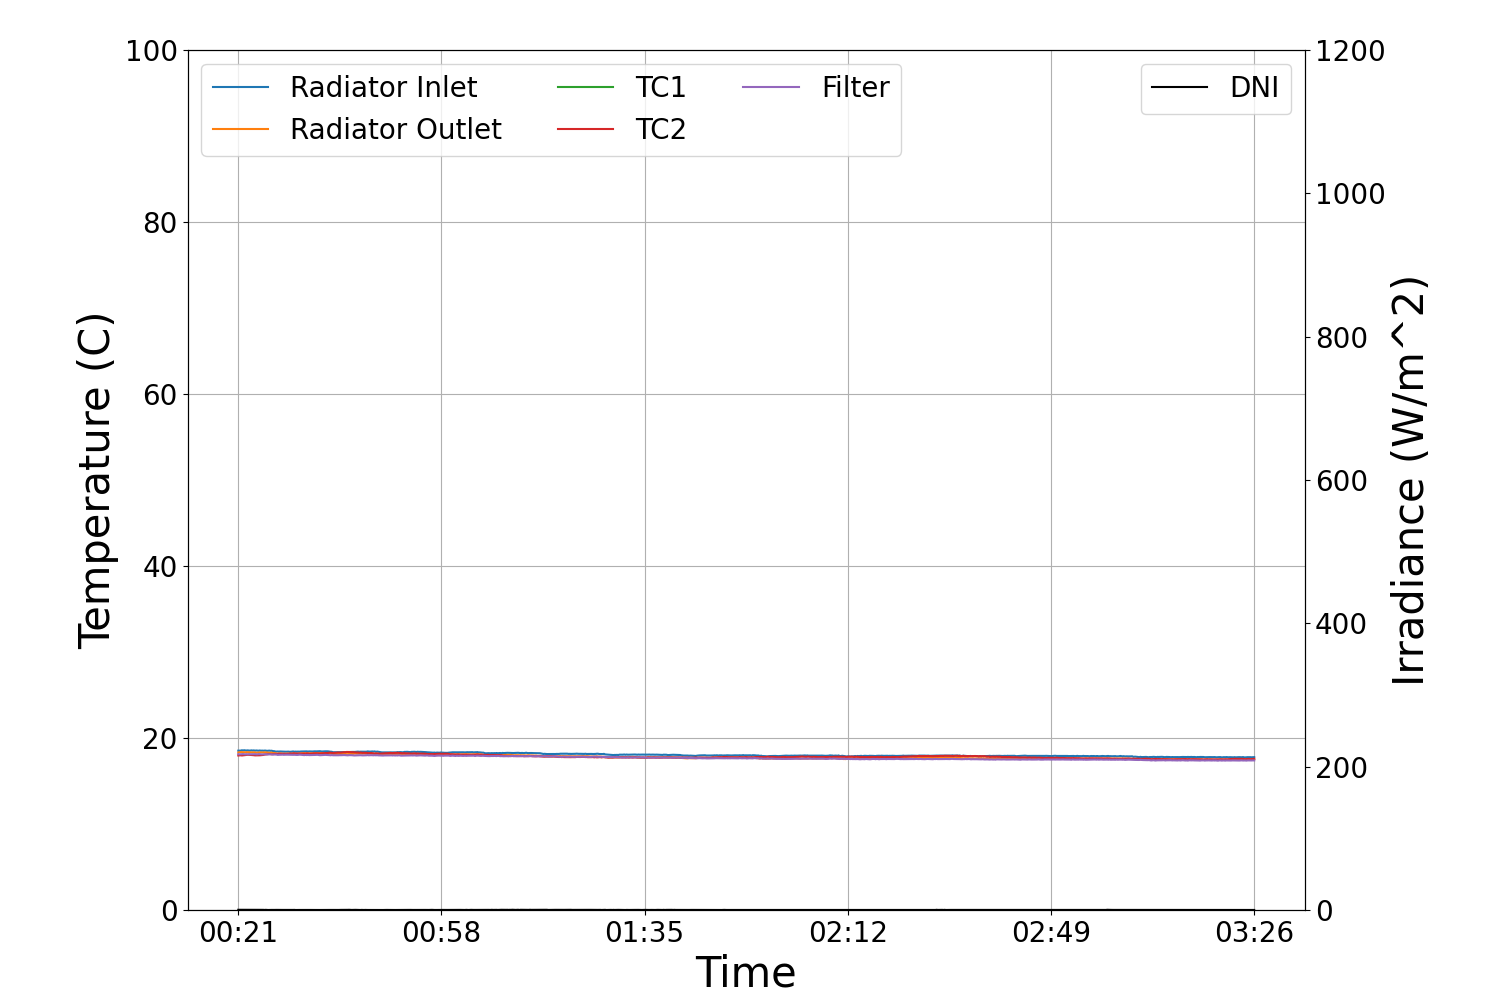 100
80
60
40
20
0
Temperature (C)
Radiator Inlet
Radiator Outlet
TC1
TC2
Filter
DNI
1200
1000
800
600
400
200
0
Irradiance (W/m^2)
00:21 00:58 01:35 02:12 02:49 03:26
Time